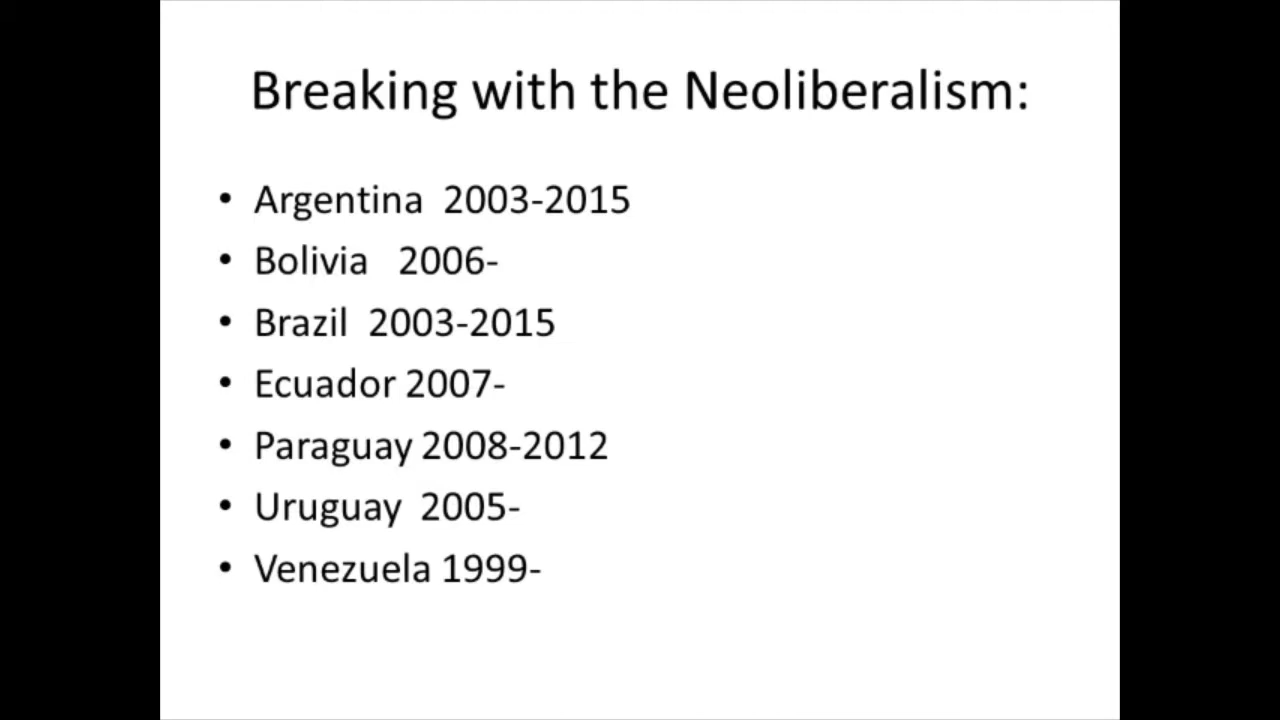 Breaking with the Neoliberalism:
• Argentina 2003-2015
• Bolivia 2006-
• Brazil 2003-2015
• Ecuador 2007-
• Paraguay 2008-2012
• Uruguay 2005-
• Venezuela 1999-